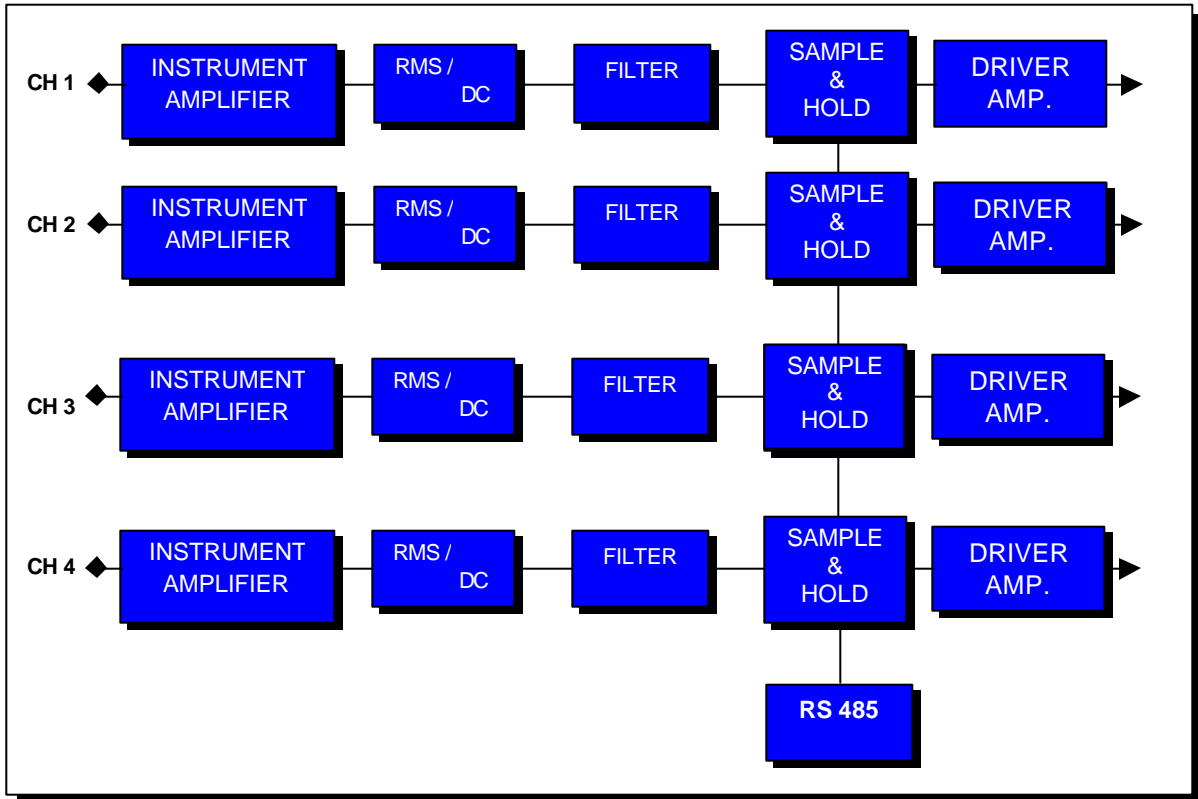 CH 1
INSTRUMENT
AMPLIFIER
RMS /
DC
FILTER
SAMPLE
&
HOLD
DRIVER
AMP.
CH 2
INSTRUMENT
AMPLIFIER
RMS /
DC
FILTER
SAMPLE
&
HOLD
DRIVER
AMP.
CH 3
INSTRUMENT
AMPLIFIER
RMS /
DC
FILTER
SAMPLE
&
HOLD
DRIVER
AMP.
CH 4
INSTRUMENT
AMPLIFIER
RMS /
DC
FILTER
SAMPLE
&
HOLD
DRIVER
AMP.
RS 485